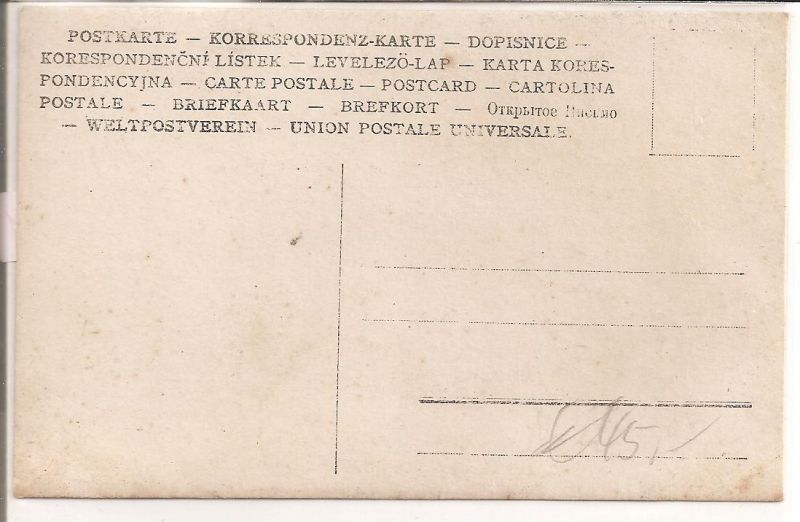 POSTKARTE — KORRESPONDENZ-KARTE — DOPISNICE —
KORESPONDENČNÍ LÍSTEK — LEVELEZÖ-LAP — KARTA KORES-
PONDENCYJNA — CARTE POSTALE — POSTCARD — CARTOLINA
POSTALE — BRIEFKAART — BREFKORT — Открытое Письмо
— WELTPOSTVEREIN — UNION POSTALE UNIVERSALE.